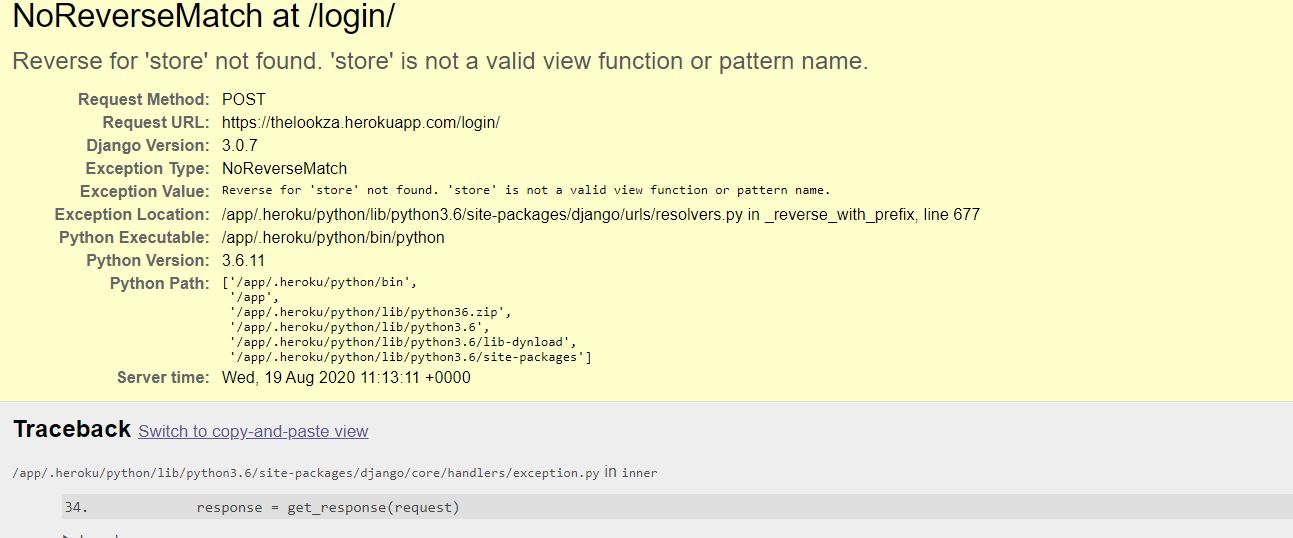 NoReverseMatch at /login/
Reverse for 'store' not found. 'store' is not a valid view function or pattern name.
Request Method: POST
Request URL: https://thelookza.herokuapp.com/login/
Django Version: 3.0.7
Exception Type: NoReverseMatch
Exception Value: Reverse for 'store' not found. 'store' is not a valid view function or pattern name.
Exception Location: /app/.heroku/python/lib/python3.6/site-packages/django/urls/resolvers.py in _reverse_with_prefix, line 677
Python Executable: /app/.heroku/python/bin/python
Python Version: 3.6.11
Python Path: ['/app/.heroku/python/bin',
'/app',
'/app/.heroku/python/lib/python36.zip',
'/app/.heroku/python/lib/python3.6',
'/app/.heroku/python/lib/python3.6/lib-dynload',
'/app/.heroku/python/lib/python3.6/site-packages']
Server time: Wed, 19 Aug 2020 11:13:11 +0000
Traceback Switch to copy-and-paste view
/app/.heroku/python/lib/python3.6/site-packages/django/core/handlers/exception.py in inner
34. response = get_response(request)